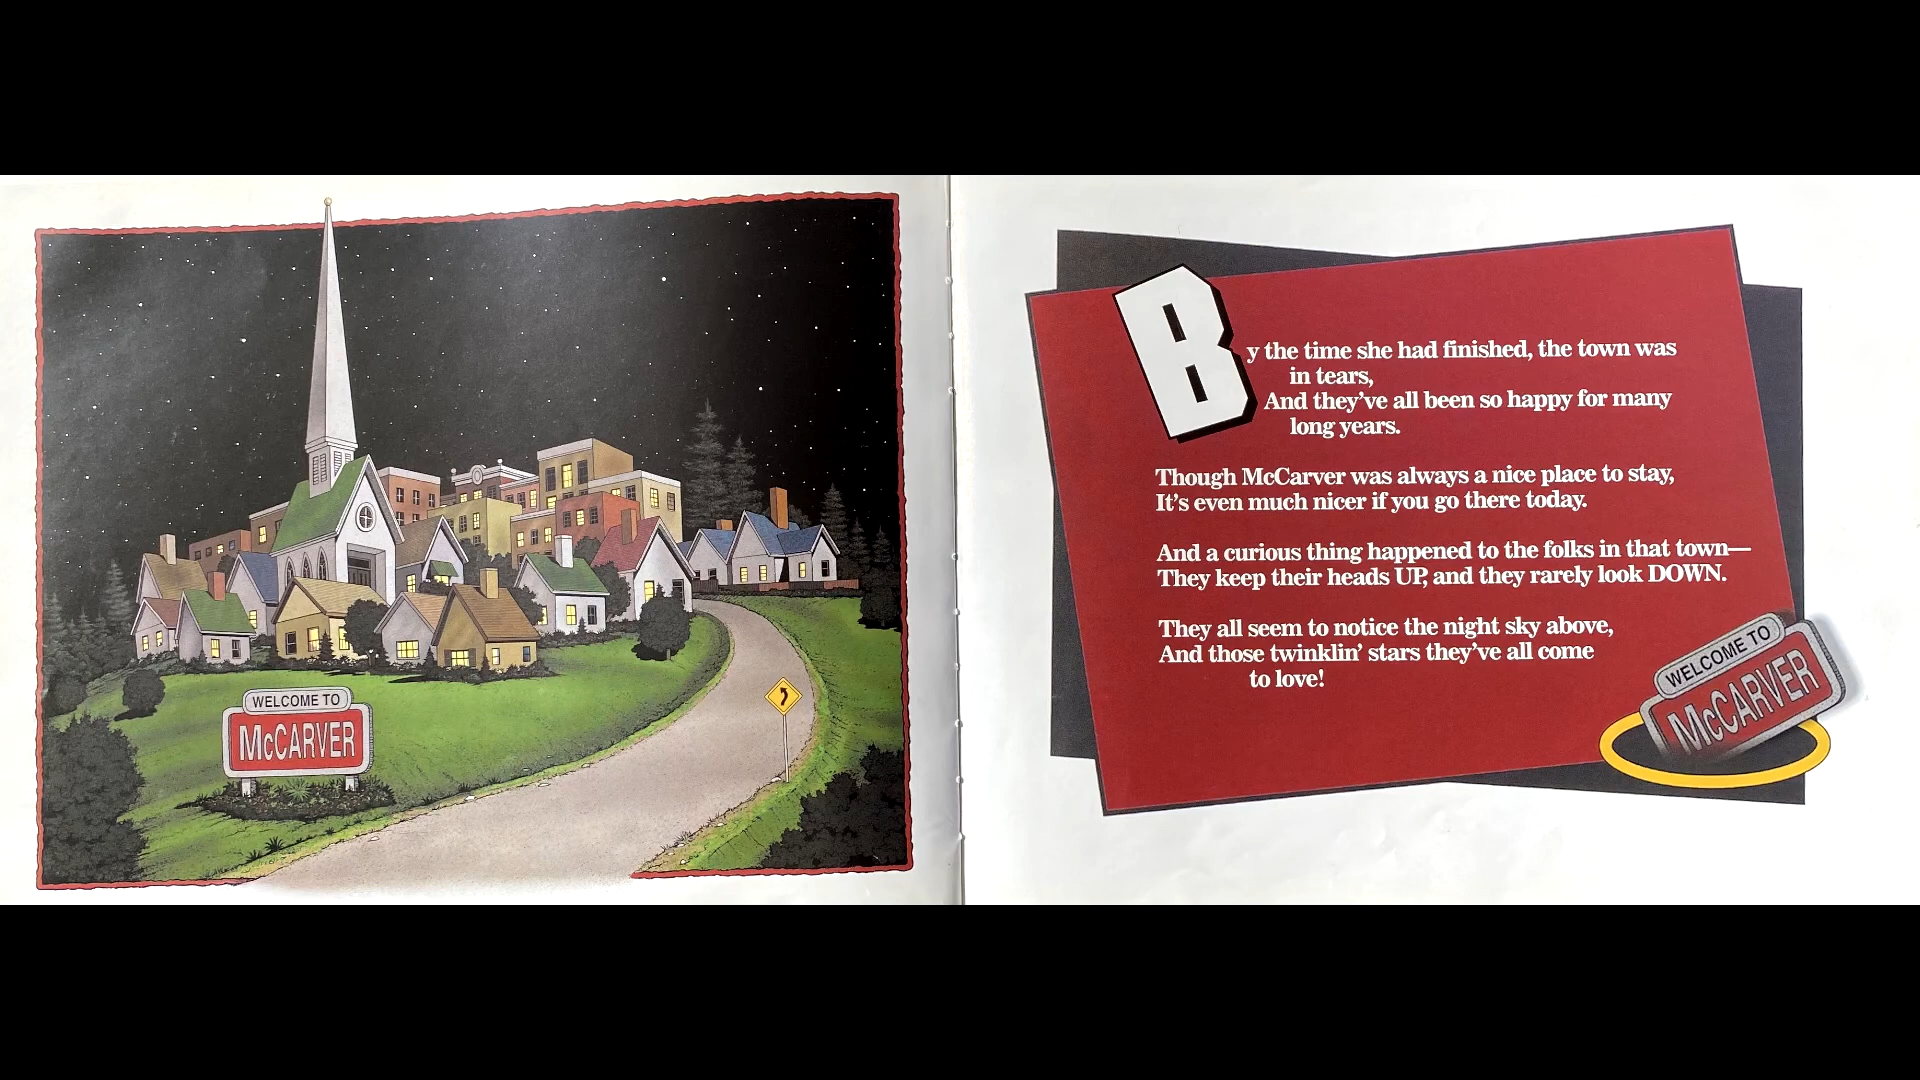 WELCOME TO
McCARVER
By the time she had finished, the town was
in tears,
And they've all been so happy for many
long years.
Though McCarver was always a nice place to stay,
It's even much nicer if you go there today.
And a curious thing happened to the folks in that town—
They keep their heads UP, and they rarely look DOWN.
They all seem to notice the night sky above,
And those twinklin' stars they've all come
to love!
WELCOME TO
McCARVER